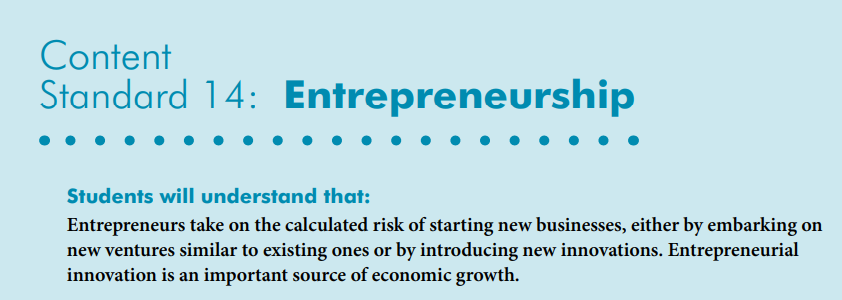 Content
Standard 14: Entrepreneurship
Students will understand that:
Entrepreneurs take on the calculated risk of starting new businesses, either by embarking on
new ventures similar to existing ones or by introducing new innovations. Entrepreneurial
innovation is an important source of economic growth.